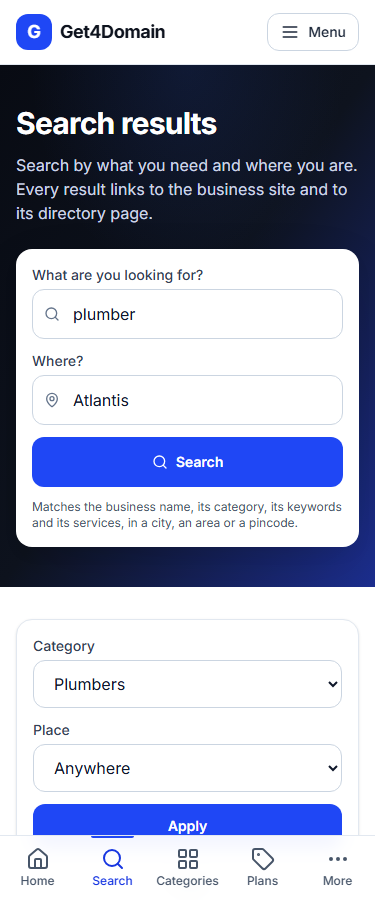 G Get4Domain
Menu
Search results
Search by what you need and where you are.
Every result links to the business site and to
its directory page.
What are you looking for?
plumber
Where?
Atlantis
Search
Matches the business name, its category, its keywords
and its services, in a city, an area or a pincode.
Category
Plumbers
Place
Anywhere
Apply
Home Search Categories Plans More